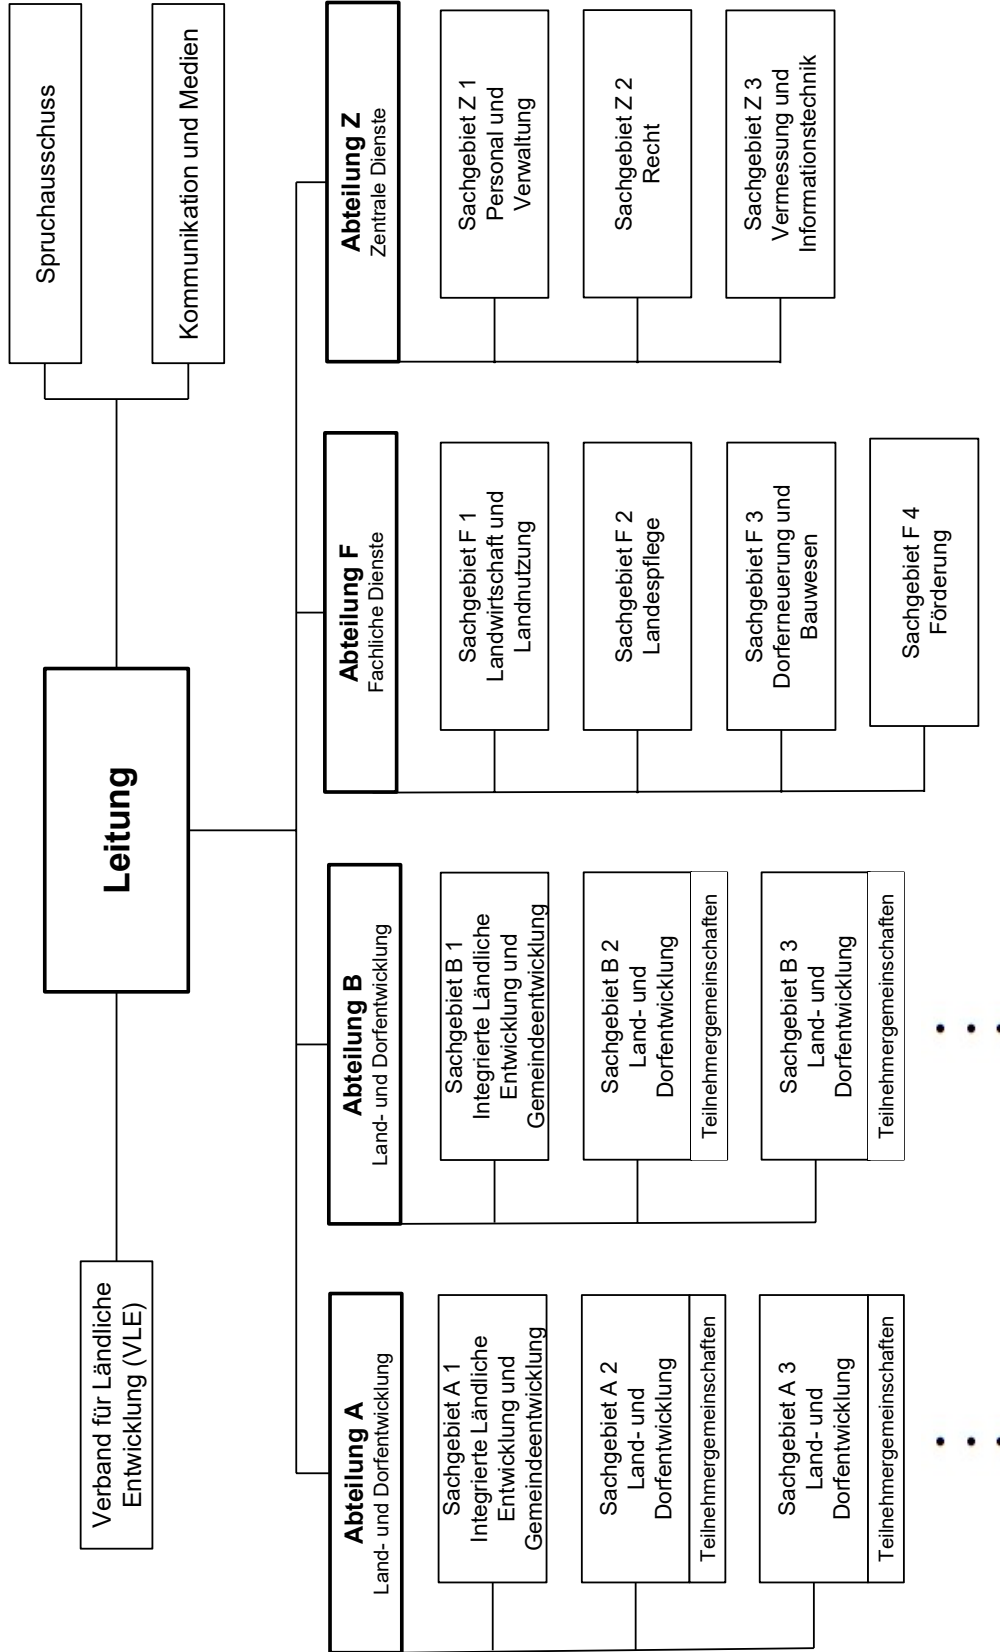 Verband für Ländliche
Entwicklung (VLE)
Leitung
Spruchausschuss
Kommunikation und Medien
Abteilung A
Land- und Dorfentwicklung
Sachgebiet A 1
Integrierte Ländliche
Entwicklung und
Gemeindeentwicklung
Sachgebiet A 2
Land- und
Dorfentwicklung
Teilnehmergemeinschaften
Sachgebiet A 3
Land- und
Dorfentwicklung
Teilnehmergemeinschaften
. . .
Abteilung B
Land- und Dorfentwicklung
Sachgebiet B 1
Integrierte Ländliche
Entwicklung und
Gemeindeentwicklung
Sachgebiet B 2
Land- und
Dorfentwicklung
Teilnehmergemeinschaften
Sachgebiet B 3
Land- und
Dorfentwicklung
Teilnehmergemeinschaften
. . .
Abteilung F
Fachliche Dienste
Sachgebiet F 1
Landwirtschaft und
Landnutzung
Sachgebiet F 2
Landespflege
Sachgebiet F 3
Dorferneuerung und
Bauwesen
Sachgebiet F 4
Förderung
Abteilung Z
Zentrale Dienste
Sachgebiet Z 1
Personal und
Verwaltung
Sachgebiet Z 2
Recht
Sachgebiet Z 3
Vermessung und
Informationstechnik